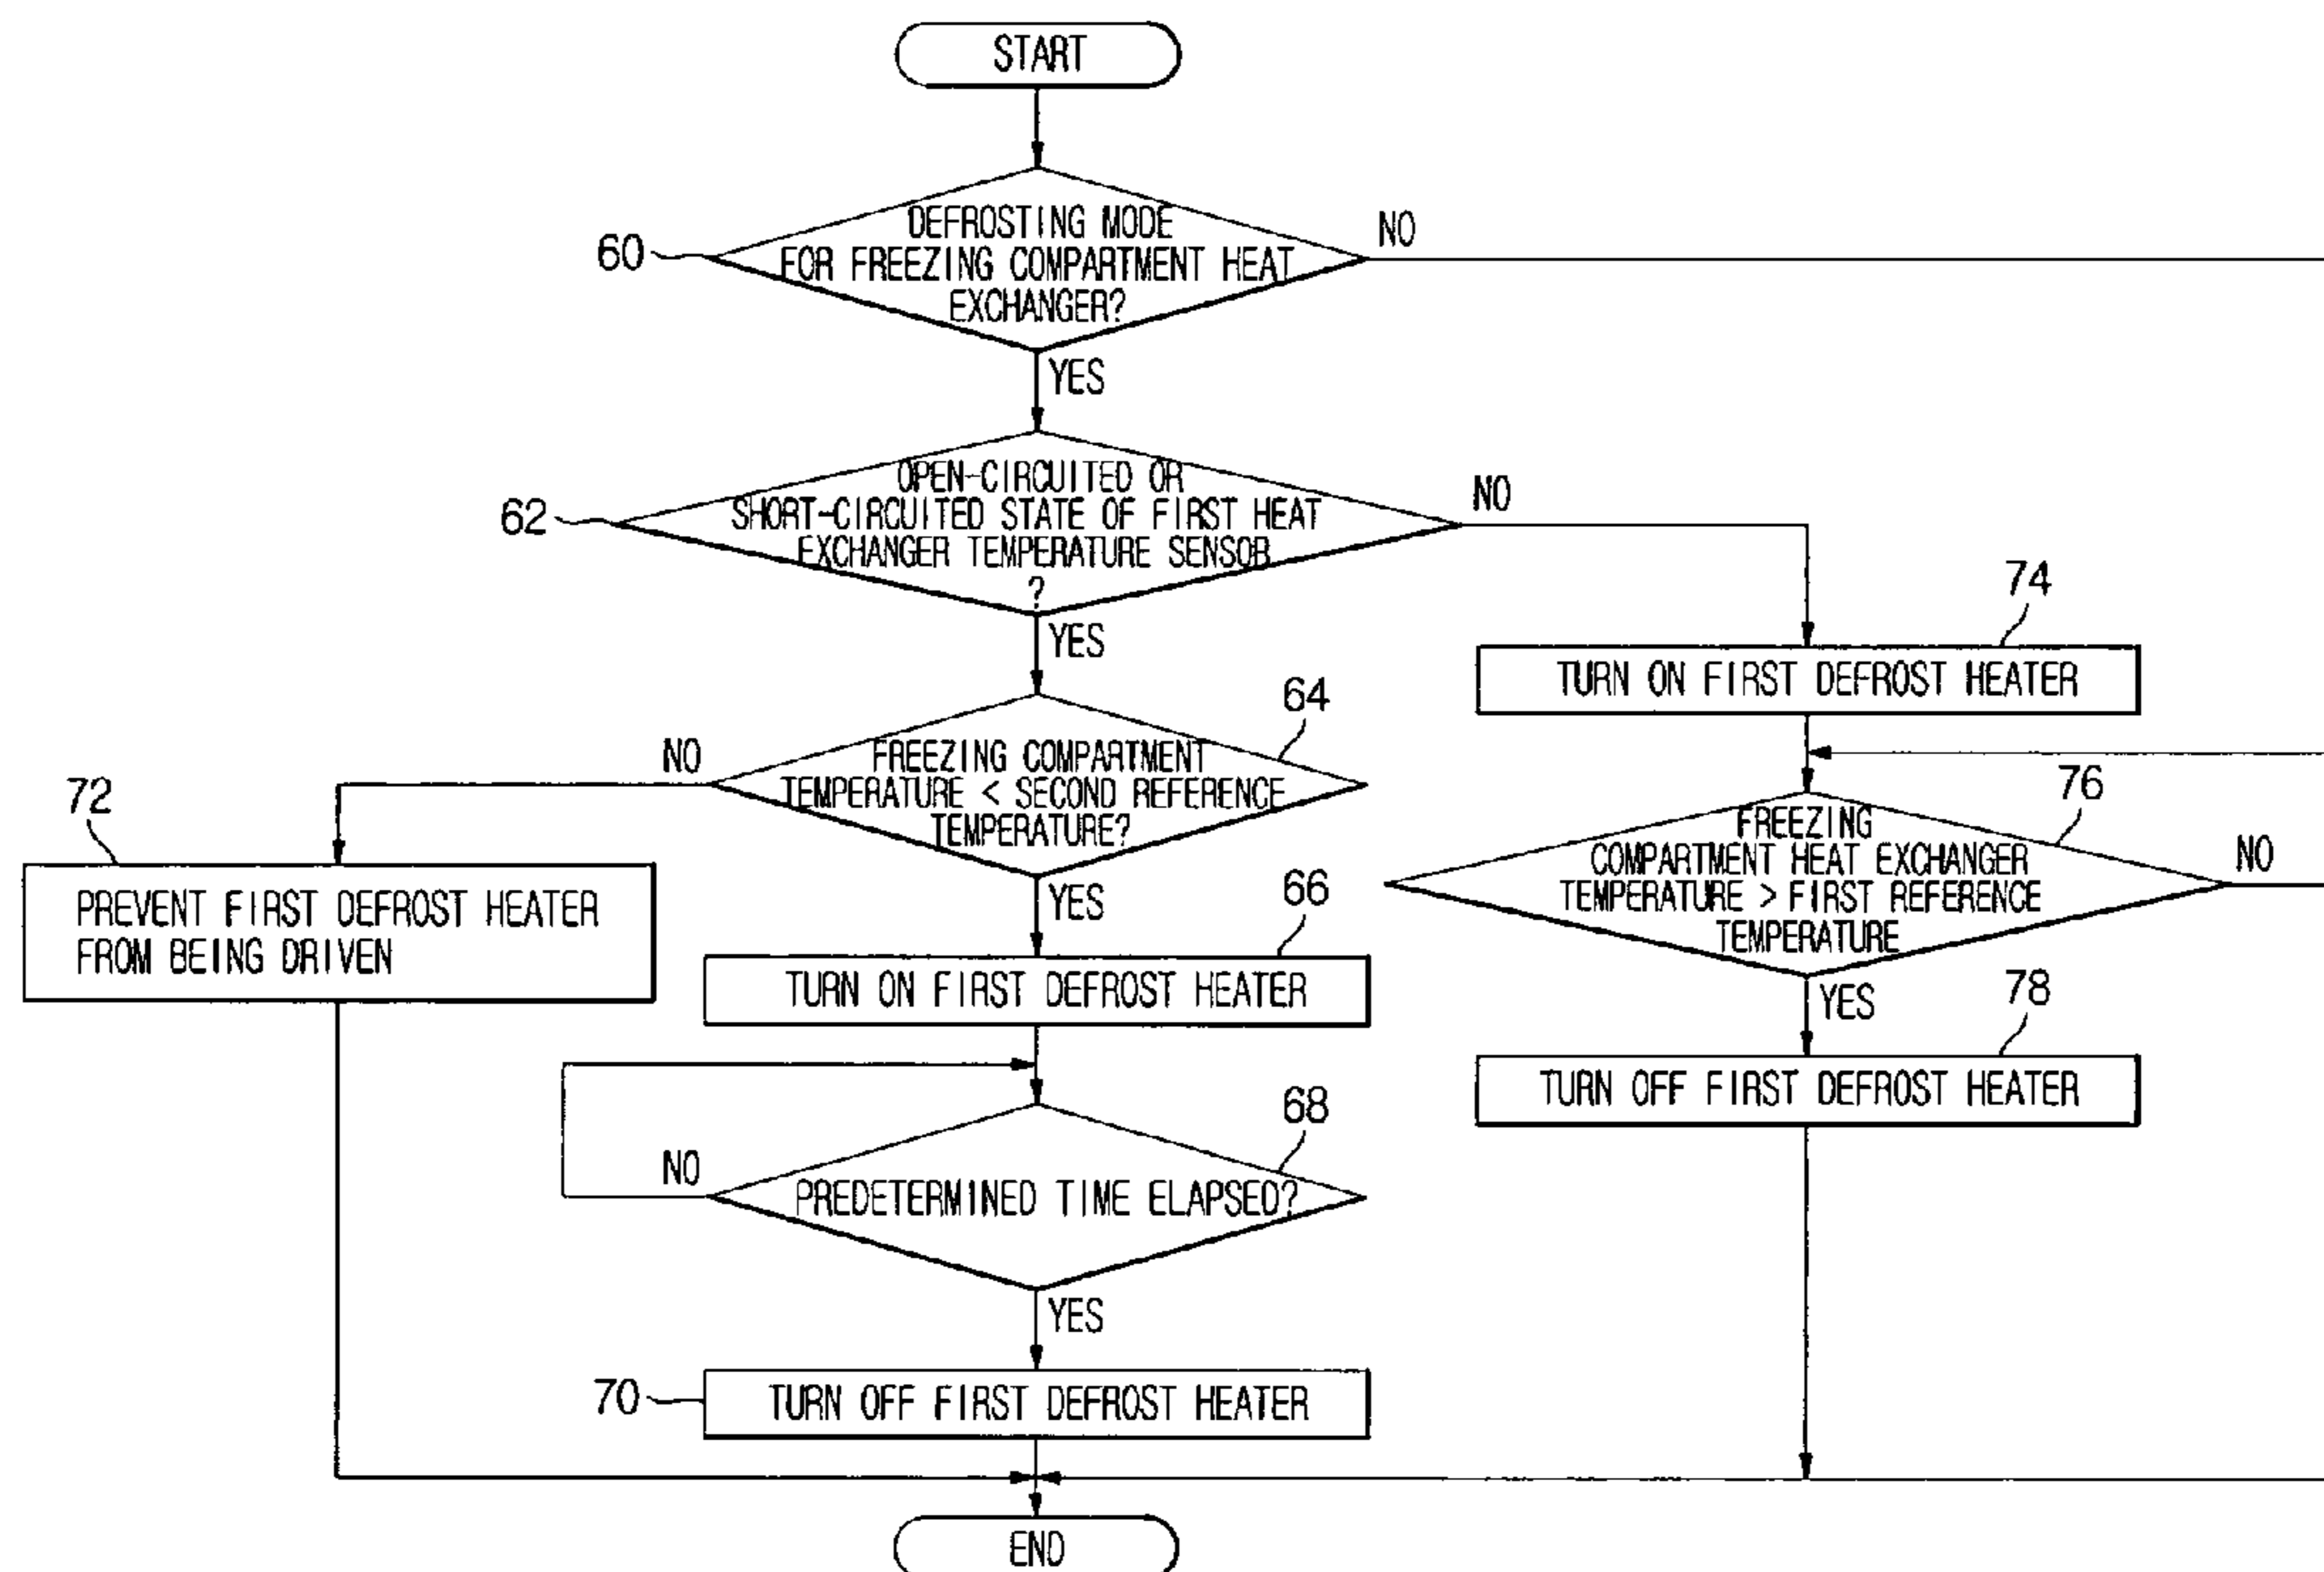 START
DEFROSTING MODE
FOR FREEZING COMPARTMENT HEAT
EXCHANGER?
60
NO
YES
OPEN-CIRCUITED OR
SHORT-CIRCUITED STATE OF FIRST HEAT
EXCHANGER TEMPERATURE SENSOR
?
62
NO
YES
74
TURN ON FIRST DEFROST HEATER
64
FREEZING COMPARTMENT
TEMPERATURE < SECOND REFERENCE
TEMPERATURE?
NO
YES
72
PREVENT FIRST DEFROST HEATER
FROM BEING DRIVEN
76
FREEZING
COMPARTMENT HEAT EXCHANGER
TEMPERATURE > FIRST REFERENCE
TEMPERATURE
NO
YES
66
TURN ON FIRST DEFROST HEATER
78
TURN OFF FIRST DEFROST HEATER
68
PREDETERMINED TIME ELAPSED?
NO
YES
70
TURN OFF FIRST DEFROST HEATER
END